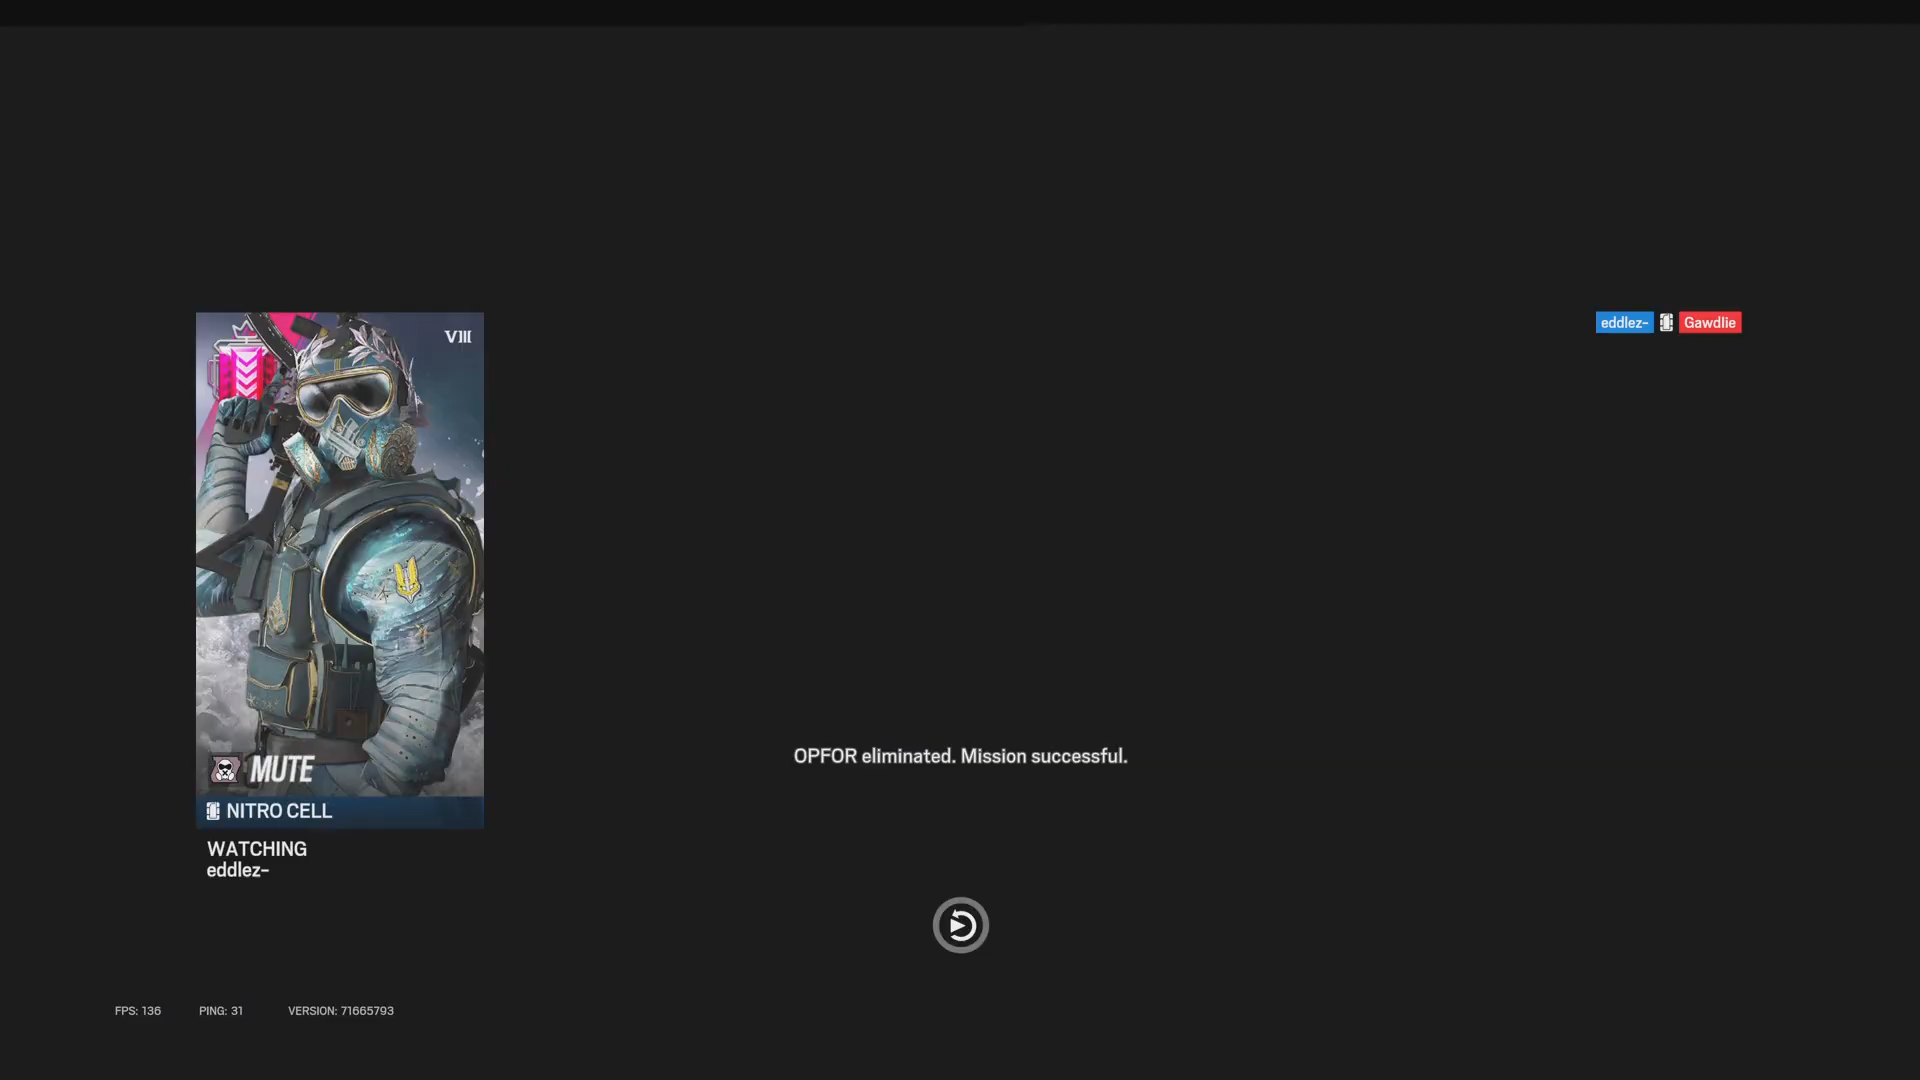 VIII
eddlez-
Gawdlie
MUTE
NITRO CELL
WATCHING
eddlez-
OPFOR eliminated. Mission successful.
FPS: 136 PING: 31 VERSION: 71665793